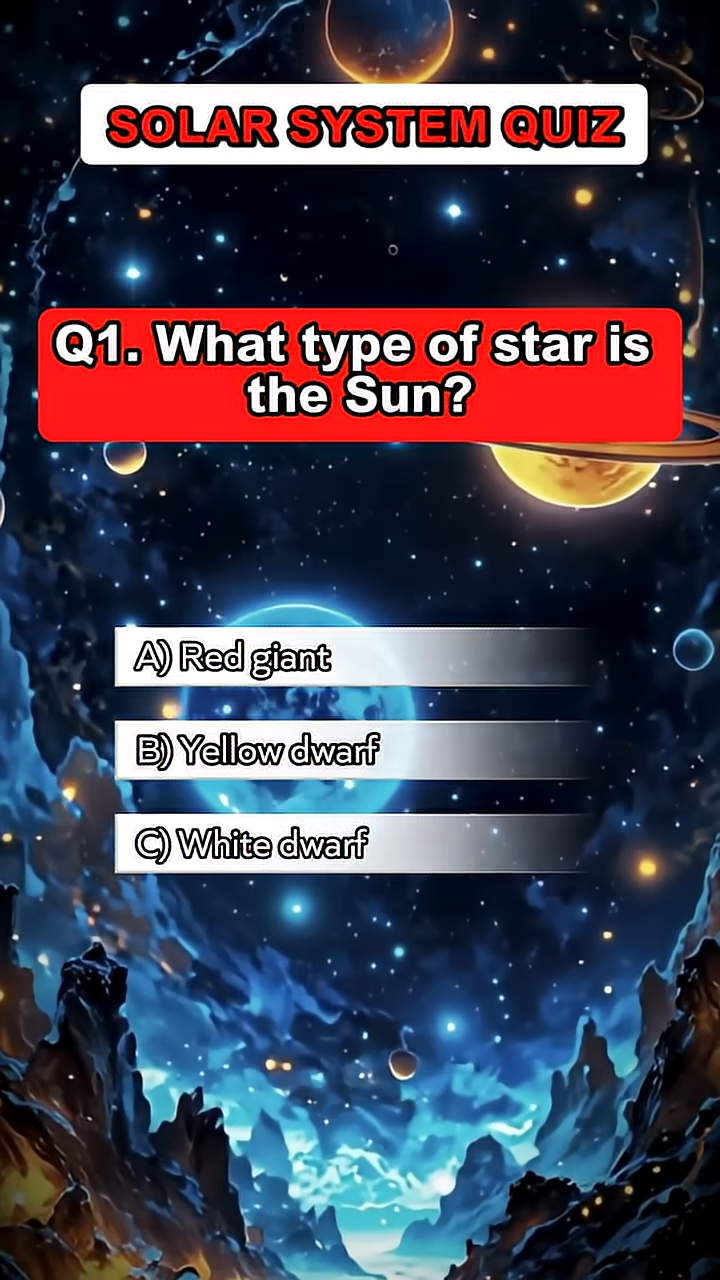 SOLAR SYSTEM QUIZ
Q1. What type of star is
the Sun?
A) Red giant
B) Yellow dwarf
C) White dwarf